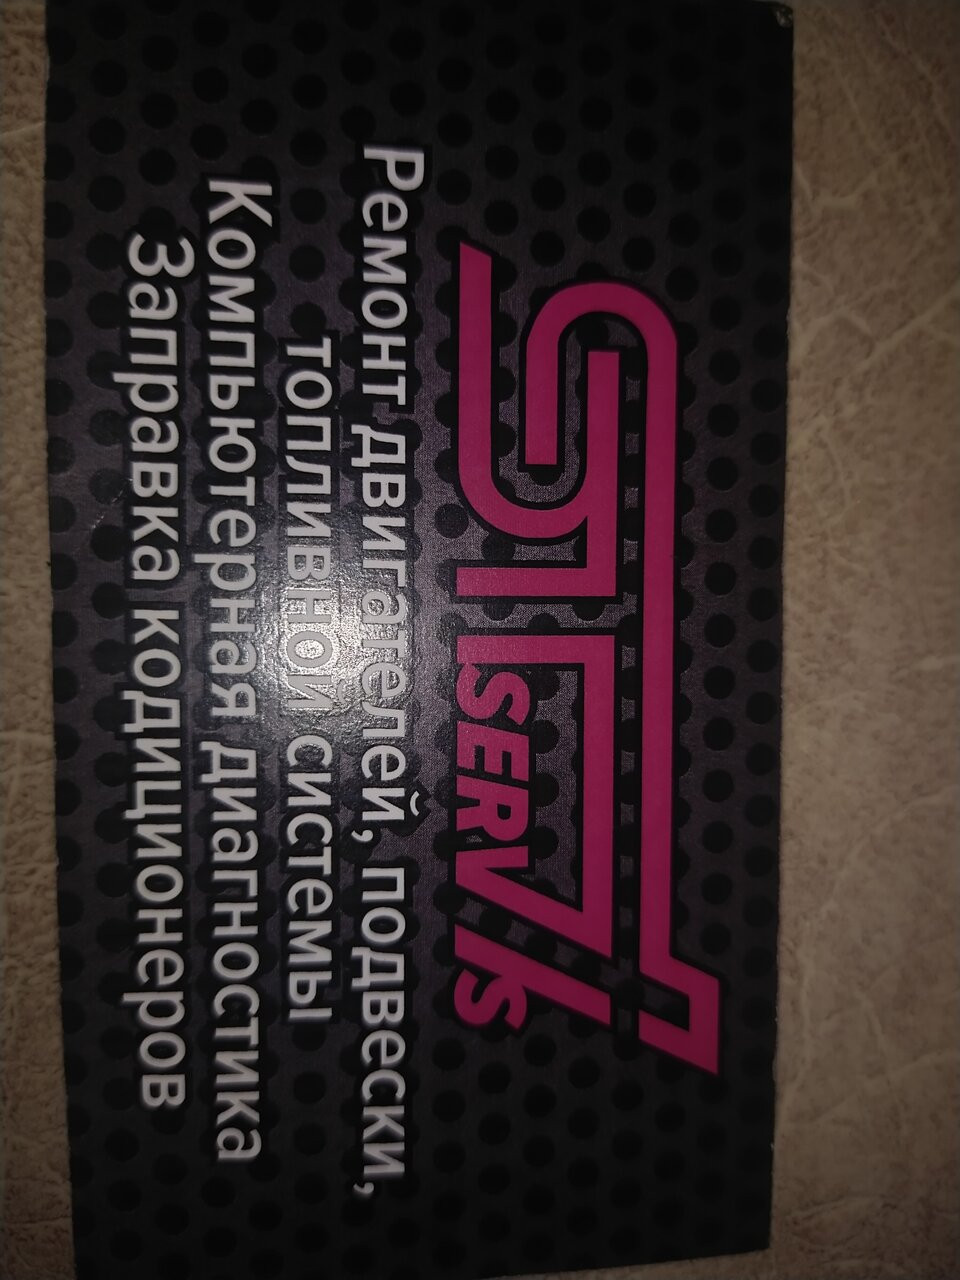 STI
SERVIS
Ремонт двигателей, подвески,
топливной системы
Компьютерная диагностика
Заправка кодиционеров